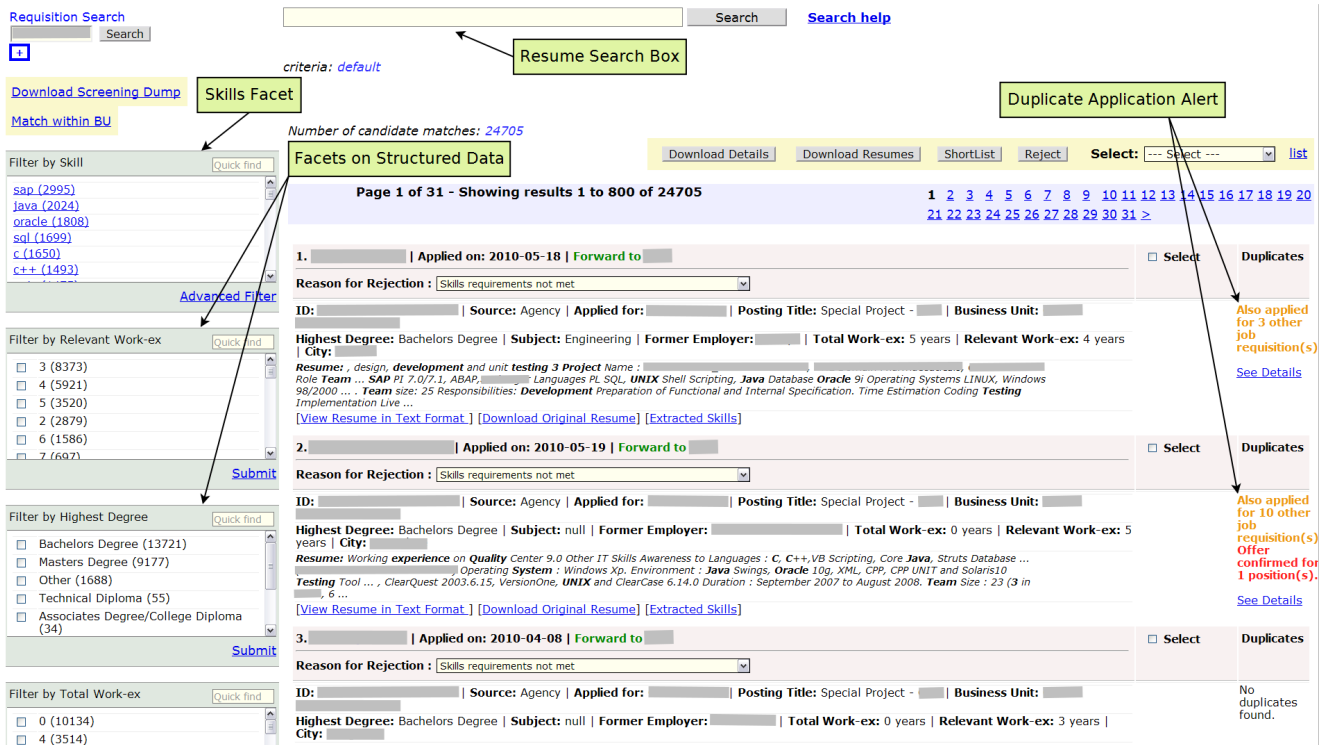 Requisition Search
Search
+
Search
Search help
Resume Search Box
criteria: default
Download Screening Dump
Match within BU
Skills Facet
Duplicate Application Alert
Number of candidate matches: 24705
Facets on Structured Data
Download Details
Download Resumes
ShortList
Reject
Select: --- Select ---
list
Page 1 of 31 - Showing results 1 to 800 of 24705
1 2 3 4 5 6 7 8 9 10 11 12 13 14 15 16 17 18 19 20
21 22 23 24 25 26 27 28 29 30 31 >
Filter by Skill
Quick find
sap (2995)
java (2024)
oracle (1808)
sql (1699)
c (1650)
c++ (1493)
Advanced Filter
Filter by Relevant Work-ex
Quick find
3 (8373)
4 (5921)
5 (3520)
2 (2879)
6 (1586)
7 (697)
Submit
Filter by Highest Degree
Quick find
Bachelors Degree (13721)
Masters Degree (9177)
Other (1688)
Technical Diploma (55)
Associates Degree/College Diploma
(34)
Submit
Filter by Total Work-ex
Quick find
0 (10134)
4 (3514)
1. | Applied on: 2010-05-18 | Forward to
Select
Duplicates
Reason for Rejection : Skills requirements not met
ID: | Source: Agency | Applied for: | Posting Title: Special Project - | Business Unit:
Highest Degree: Bachelors Degree | Subject: Engineering | Former Employer: | Total Work-ex: 5 years | Relevant Work-ex: 4 years
| City:
Resume: , design, development and unit testing 3 Project Name :
Role Team ... SAP PI 7.0/7.1, ABAP, Languages PL SQL, UNIX Shell Scripting, Java Database Oracle 9i Operating Systems LINUX, Windows
98/2000 ... . Team size: 25 Responsibilities: Development Preparation of Functional and Internal Specification. Time Estimation Coding Testing
Implementation Live ...
[View Resume in Text Format ] [Download Original Resume] [Extracted Skills]
Also applied
for 3 other
job
requisition(s)
See Details
2. | Applied on: 2010-05-19 | Forward to
Select
Duplicates
Reason for Rejection : Skills requirements not met
ID: | Source: Agency | Applied for: | Posting Title: Special Project - | Business Unit:
Highest Degree: Bachelors Degree | Subject: null | Former Employer: | Total Work-ex: 0 years | Relevant Work-ex: 5
years | City:
Resume: Working experience on Quality Center 9.0 Other IT Skills Awareness to Languages : C, C++,VB Scripting, Core Java, Struts Database ...
, Operating System : Windows Xp. Environment : Java Swings, Oracle 10g, XML, CPP, CPP UNIT and Solaris10
Testing Tool ... , ClearQuest 2003.6.15, VersionOne, UNIX and ClearCase 6.14.0 Duration : September 2007 to August 2008. Team Size : 23 (3 in
, 6 ...
[View Resume in Text Format ] [Download Original Resume] [Extracted Skills]
Also applied
for 10 other
job
requisition(s)
Offer
confirmed for
1 position(s).
See Details
3. | Applied on: 2010-04-08 | Forward to
Select
Duplicates
Reason for Rejection : Skills requirements not met
ID: | Source: Agency | Applied for: | Posting Title: Special Project - | Business Unit:
Highest Degree: Bachelors Degree | Subject: null | Former Employer: | Total Work-ex: 0 years | Relevant Work-ex: 3 years |
City:
No
duplicates
found.